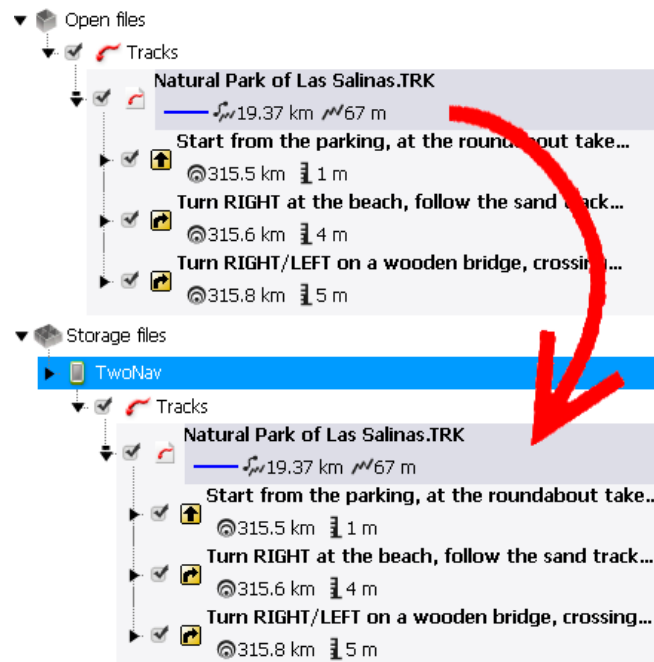 Open files
Tracks
Natural Park of Las Salinas.TRK
19.37 km 67 m
Start from the parking, at the roundabout take...
315.5 km 1 m
Turn RIGHT at the beach, follow the sand track...
315.6 km 4 m
Turn RIGHT/LEFT on a wooden bridge, crossing...
315.8 km 5 m
Storage files
TwoNav
Tracks
Natural Park of Las Salinas.TRK
19.37 km 67 m
Start from the parking, at the roundabout take..
315.5 km 1 m
Turn RIGHT at the beach, follow the sand track...
315.6 km 4 m
Turn RIGHT/LEFT on a wooden bridge, crossing...
315.8 km 5 m